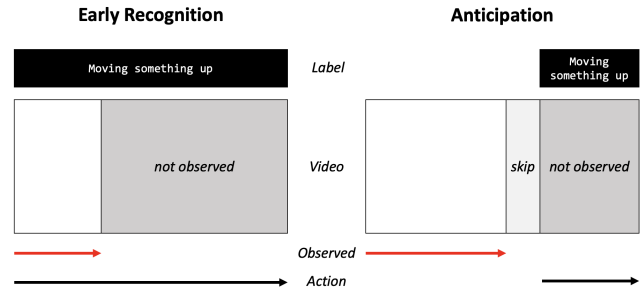 Early Recognition
Anticipation
Moving something up
Label
Moving
something up
not observed
Video
skip
not observed
Observed
Action